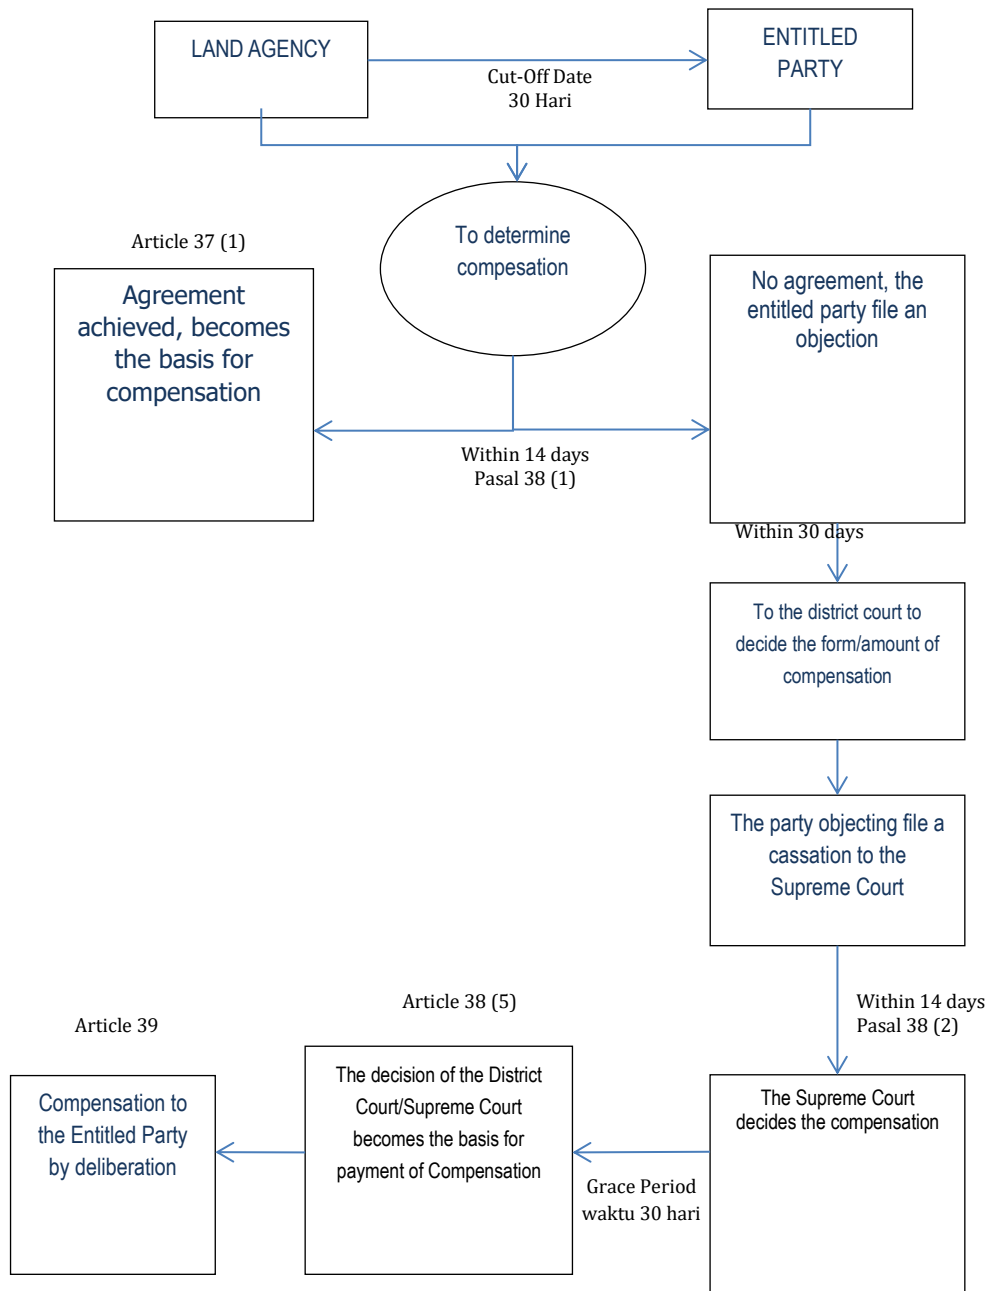 LAND AGENCY
ENTITLED
PARTY
Cut-Off Date
30 Hari
To determine
compesation
Article 37 (1)
Agreement
achieved, becomes
the basis for
compensation
No agreement, the
entitled party file an
objection
Within 14 days
Pasal 38 (1)
Within 30 days
To the district court to
decide the form/amount of
compensation
The party objecting file a
cassation to the
Supreme Court
Within 14 days
Pasal 38 (2)
Article 38 (5)
Article 39
The Supreme Court
decides the compensation
The decision of the District
Court/Supreme Court
becomes the basis for
payment of Compensation
Compensation to
the Entitled Party
by deliberation
Grace Period
waktu 30 hari